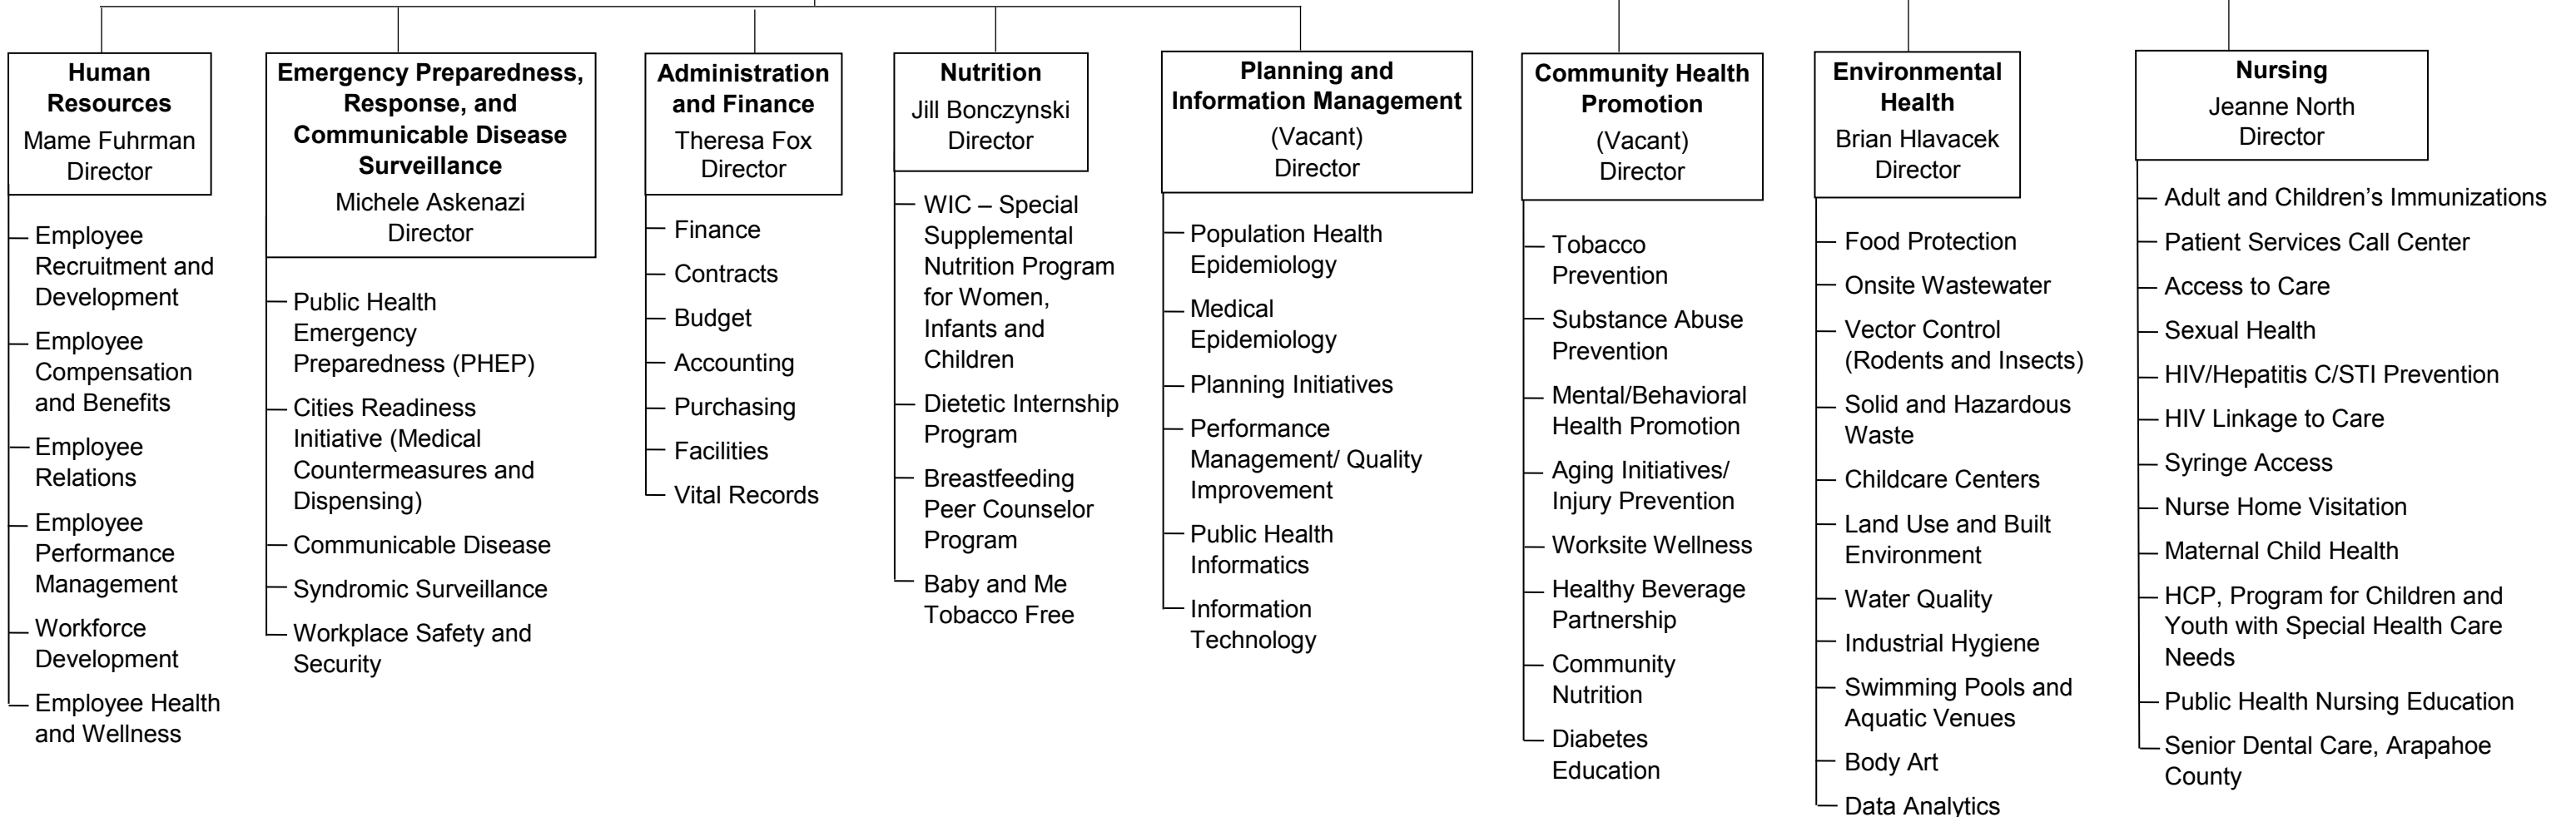 Human
Resources
Mame Fuhrman
Director
Employee
Recruitment and
Development
Employee
Compensation
and Benefits
Employee
Relations
Employee
Performance
Management
Workforce
Development
Employee Health
and Wellness
Emergency Preparedness,
Response, and
Communicable Disease
Surveillance
Michele Askenazi
Director
Public Health
Emergency
Preparedness (PHEP)
Cities Readiness
Initiative (Medical
Countermeasures and
Dispensing)
Communicable Disease
Syndromic Surveillance
Workplace Safety and
Security
Administration
and Finance
Theresa Fox
Director
Finance
Contracts
Budget
Accounting
Purchasing
Facilities
Vital Records
Nutrition
Jill Bonczynski
Director
WIC – Special
Supplemental
Nutrition Program
for Women,
Infants and
Children
Dietetic Internship
Program
Breastfeeding
Peer Counselor
Program
Baby and Me
Tobacco Free
Planning and
Information Management
(Vacant)
Director
Population Health
Epidemiology
Medical
Epidemiology
Planning Initiatives
Performance
Management/ Quality
Improvement
Public Health
Informatics
Information
Technology
Community Health
Promotion
(Vacant)
Director
Tobacco
Prevention
Substance Abuse
Prevention
Mental/Behavioral
Health Promotion
Aging Initiatives/
Injury Prevention
Worksite Wellness
Healthy Beverage
Partnership
Community
Nutrition
Diabetes
Education
Environmental
Health
Brian Hlavacek
Director
Food Protection
Onsite Wastewater
Vector Control
(Rodents and Insects)
Solid and Hazardous
Waste
Childcare Centers
Land Use and Built
Environment
Water Quality
Industrial Hygiene
Swimming Pools and
Aquatic Venues
Body Art
Data Analytics
Nursing
Jeanne North
Director
Adult and Children’s Immunizations
Patient Services Call Center
Access to Care
Sexual Health
HIV/Hepatitis C/STI Prevention
HIV Linkage to Care
Syringe Access
Nurse Home Visitation
Maternal Child Health
HCP, Program for Children and
Youth with Special Health Care
Needs
Public Health Nursing Education
Senior Dental Care, Arapahoe
County